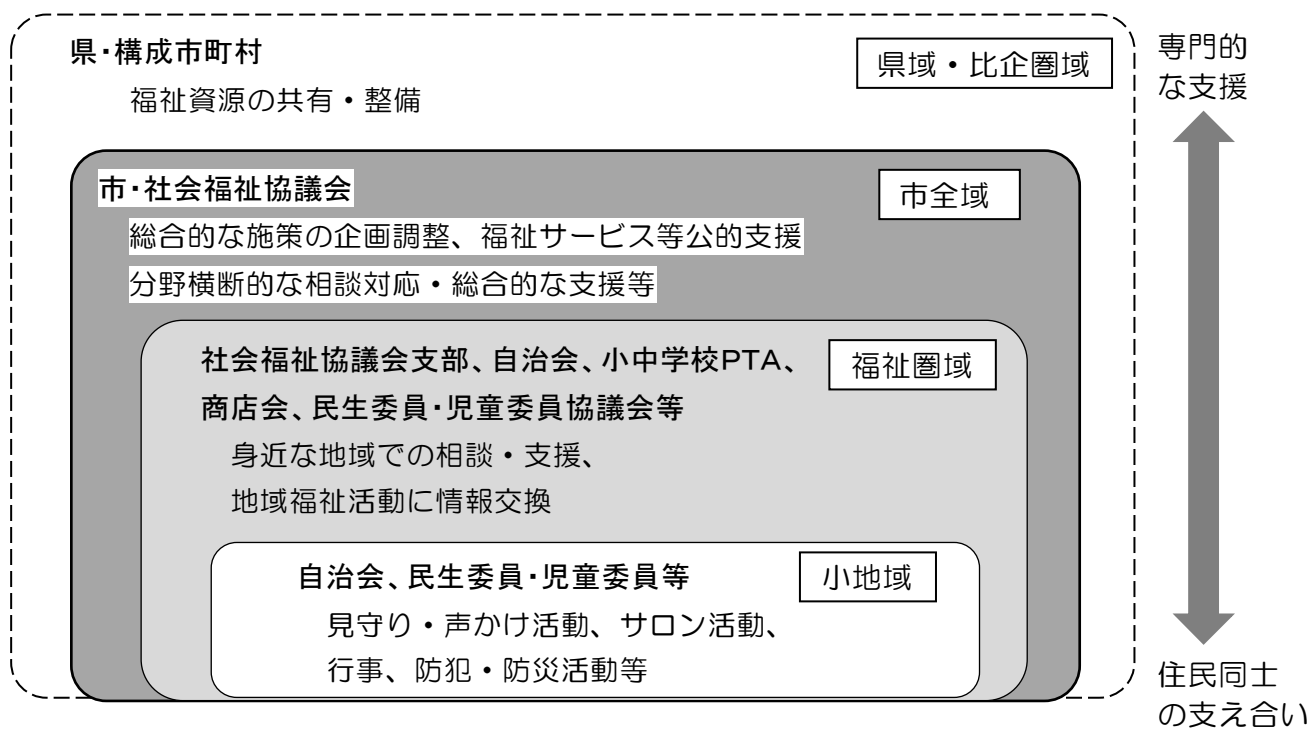 県・構成市町村
県域・比企圏域
福祉資源の共有・整備
専門的
な支援
市・社会福祉協議会
市全域
総合的な施策の企画調整、福祉サービス等公的支援
分野横断的な相談対応・総合的な支援等
社会福祉協議会支部、自治会、小中学校PTA、
福祉圏域
商店会、民生委員・児童委員協議会等
身近な地域での相談・支援、
地域福祉活動に情報交換
自治会、民生委員・児童委員等
小地域
見守り・声かけ活動、サロン活動、
行事、防犯・防災活動等
住民同士
の支え合い